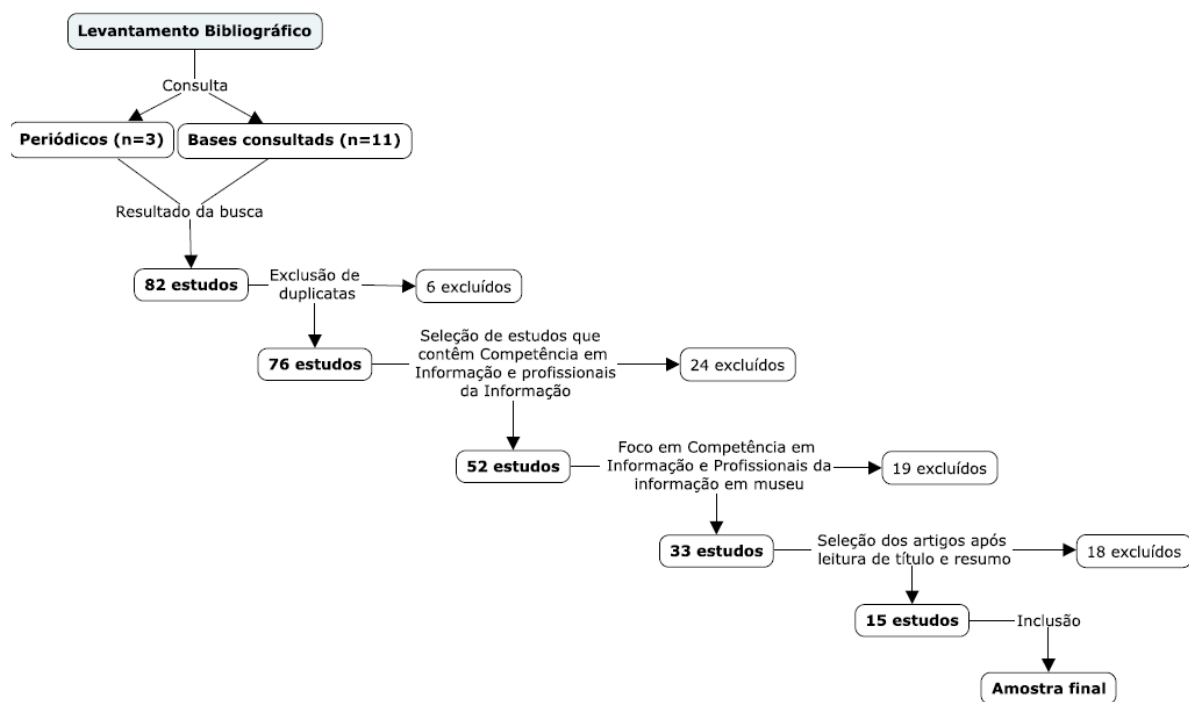 Levantamento Bibliográfico
Consulta
Periódicos (n=3)
Bases consultads (n=11)
Resultado da busca
82 estudos
Exclusão de
duplicatas
6 excluídos
76 estudos
Seleção de estudos que
contêm Competência em
Informação e profissionais
da Informação
24 excluídos
52 estudos
Foco em Competência em
Informação e Profissionais da
informação em museu
19 excluídos
33 estudos
Seleção dos artigos após
leitura de título e resumo
18 excluídos
15 estudos
Inclusão
Amostra final